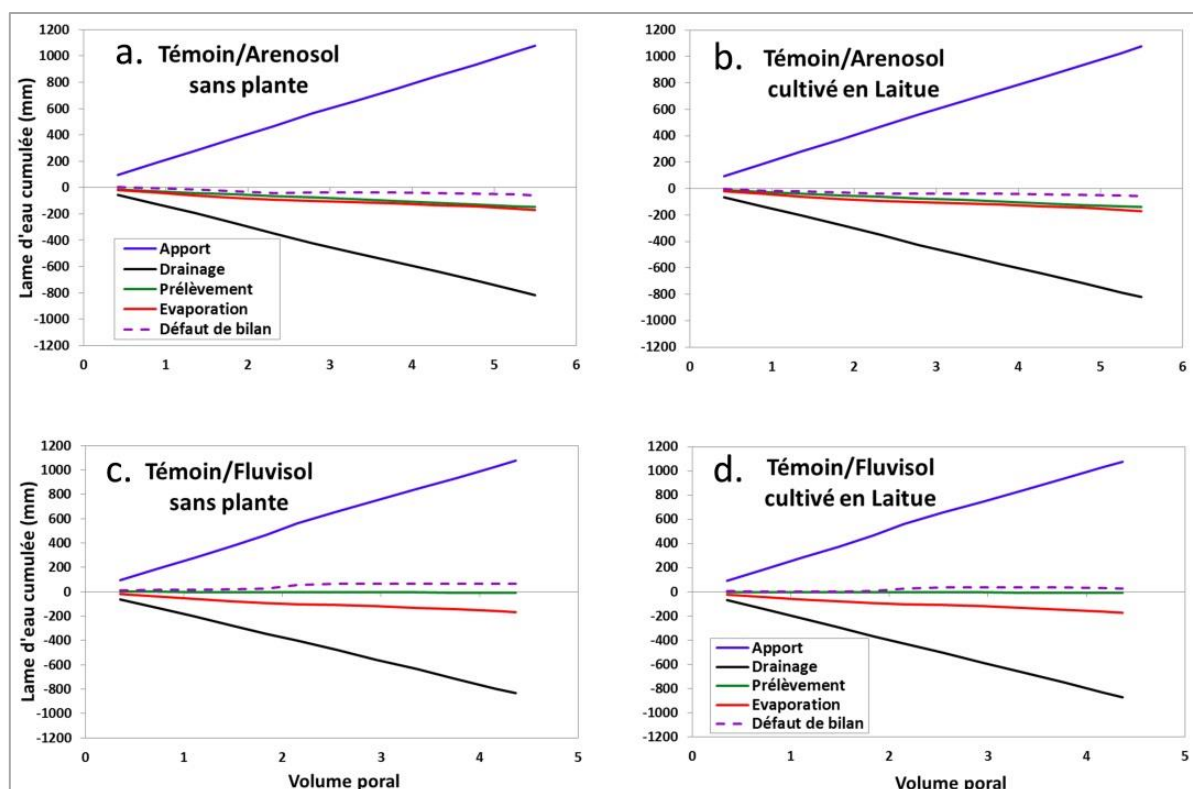 a. Témoin/Arenosol
sans plante
Lame d'eau cumulée (mm)
1200
1000
800
600
400
200
0
-200
-400
-600
-800
-1000
-1200
Apport
Drainage
Prélèvement
Evaporation
Défaut de bilan
0 1 2 3 4 5 6
b. Témoin/Arenosol
cultivé en Laitue
1200
1000
800
600
400
200
0
-200
-400
-600
-800
-1000
-1200
0 1 2 3 4 5 6
c. Témoin/Fluvisol
sans plante
Lame d'eau cumulée (mm)
1200
1000
800
600
400
200
0
-200
-400
-600
-800
-1000
-1200
0 1 2 3 4 5
Volume poral
d. Témoin/Fluvisol
cultivé en Laitue
1200
1000
800
600
400
200
0
-200
-400
-600
-800
-1000
-1200
Apport
Drainage
Prélèvement
Evaporation
Défaut de bilan
0 1 2 3 4 5
Volume poral